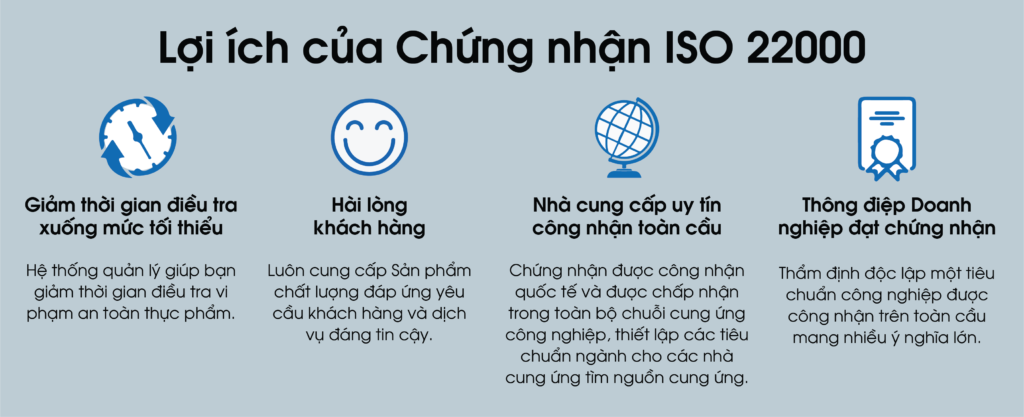 Lợi ích của Chứng nhận ISO 22000
Giảm thời gian điều tra
xuống mức tối thiểu
Hệ thống quản lý giúp bạn
giảm thời gian điều tra vi
phạm an toàn thực phẩm.
Hài lòng
khách hàng
Luôn cung cấp Sản phẩm
chất lượng đáp ứng yêu
cầu khách hàng và dịch
vụ đáng tin cậy.
Nhà cung cấp uy tín
công nhận toàn cầu
Chứng nhận được công nhận
quốc tế và được chấp nhận
trong toàn bộ chuỗi cung ứng
công nghiệp, thiết lập các tiêu
chuẩn ngành cho các nhà
cung ứng tìm nguồn cung ứng.
Thông điệp Doanh
nghiệp đạt chứng nhận
Thẩm định độc lập một tiêu
chuẩn công nghiệp được
công nhận trên toàn cầu
mang nhiều ý nghĩa lớn.